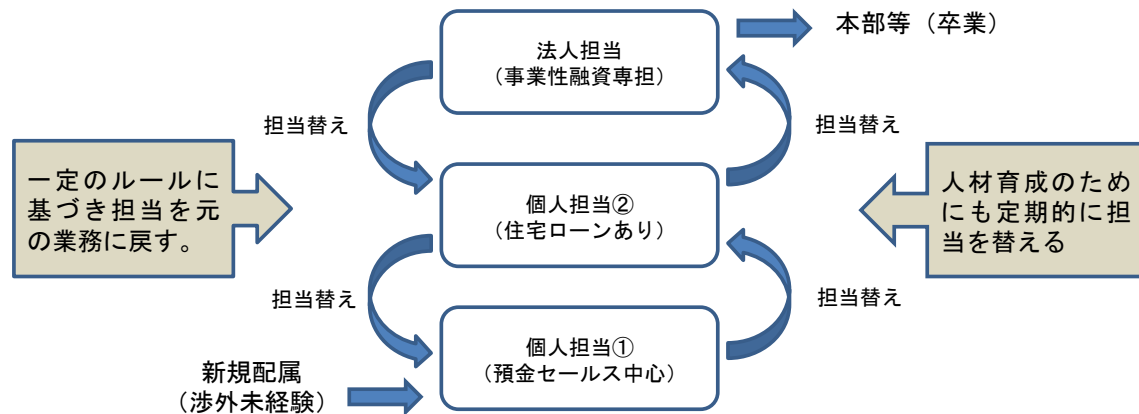 法人担当
（事業性融資専担）
本部等（卒業）
担当替え
担当替え
一定のルールに
基づき担当を元
の業務に戻す。
個人担当②
（住宅ローンあり）
人材育成のため
にも定期的に担
当を替える
担当替え
担当替え
個人担当①
（預金セールス中心）
新規配属
（渉外未経験）